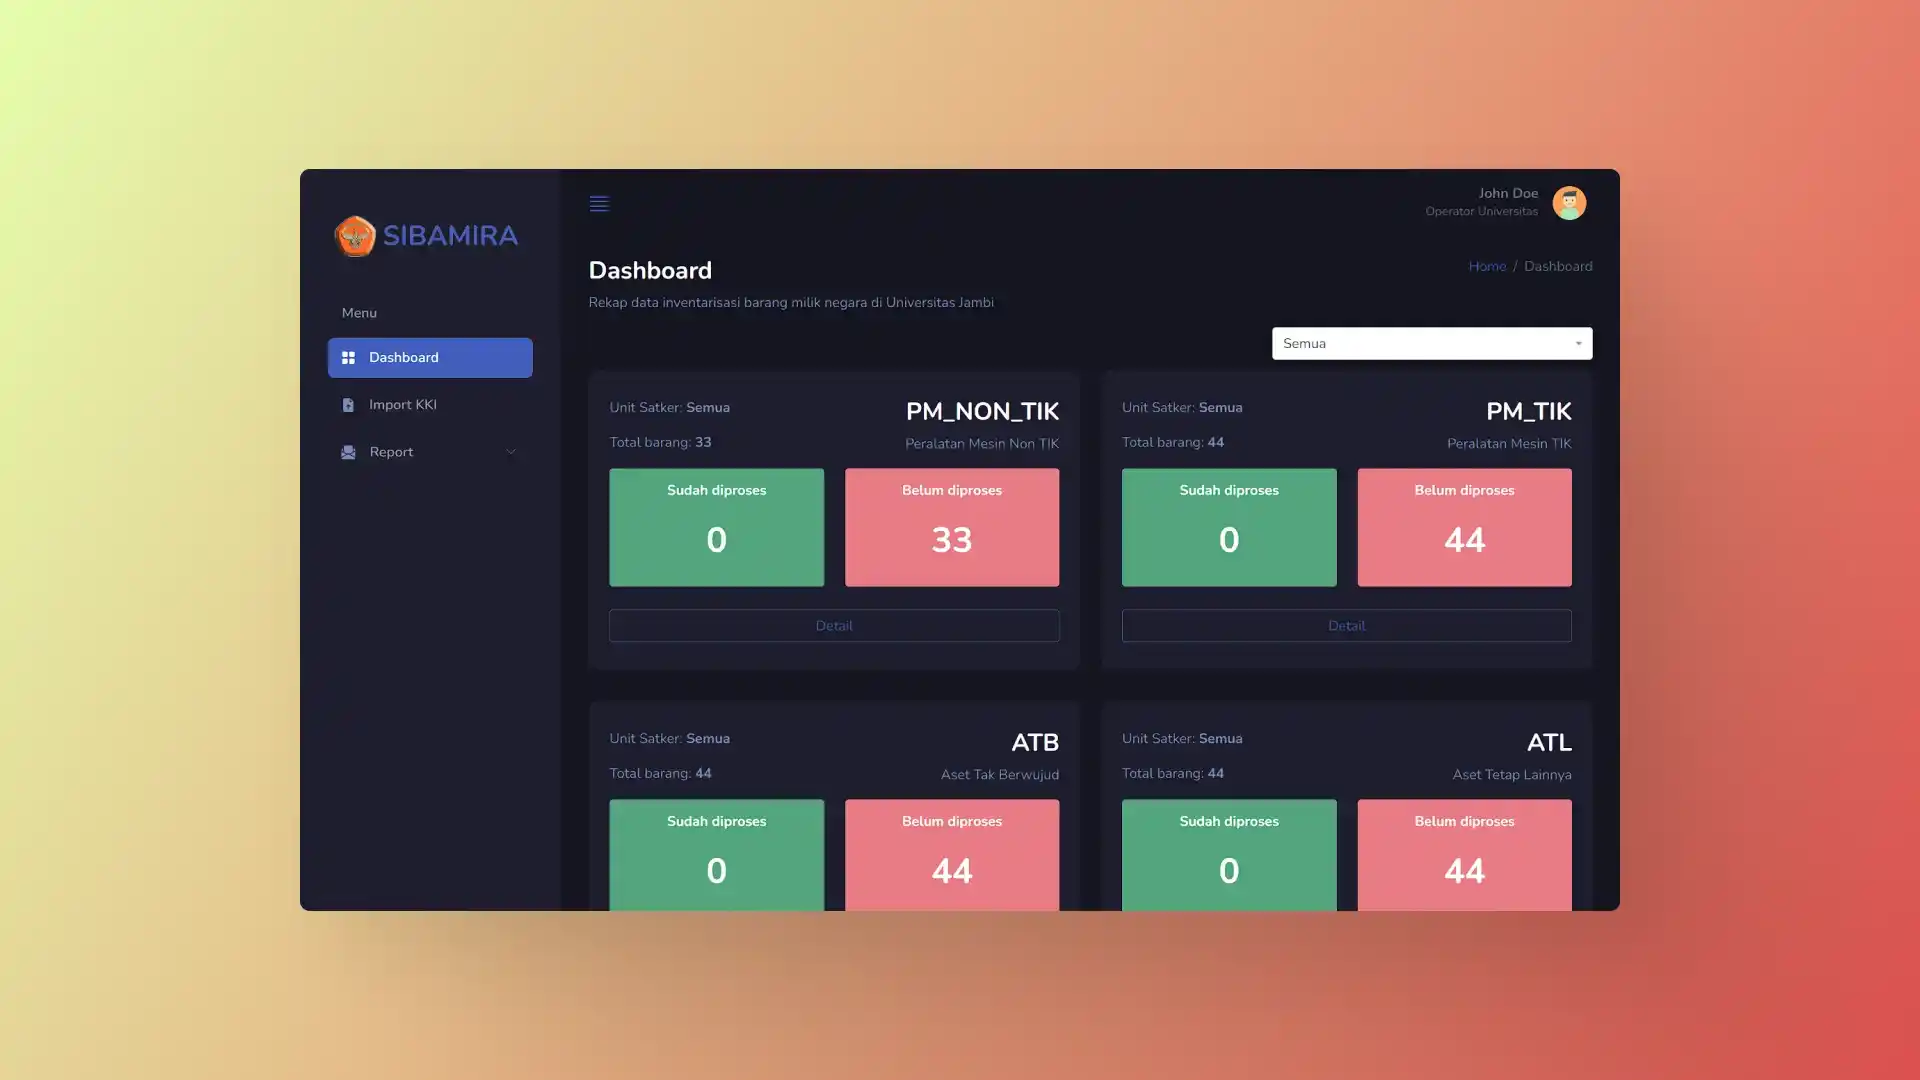 SIBAMIRA
Menu
Dashboard
Import KKI
Report
John Doe
Operator Universitas
Dashboard
Home / Dashboard
Rekap data inventarisasi barang milik negara di Universitas Jambi
Semua
Unit Satker: Semua
PM_NON_TIK
Total barang: 33
Peralatan Mesin Non TIK
Sudah diproses
0
Belum diproses
33
Detail
Unit Satker: Semua
PM_TIK
Total barang: 44
Peralatan Mesin TIK
Sudah diproses
0
Belum diproses
44
Detail
Unit Satker: Semua
ATB
Total barang: 44
Aset Tak Berwujud
Sudah diproses
0
Belum diproses
44
Unit Satker: Semua
ATL
Total barang: 44
Aset Tetap Lainnya
Sudah diproses
0
Belum diproses
44